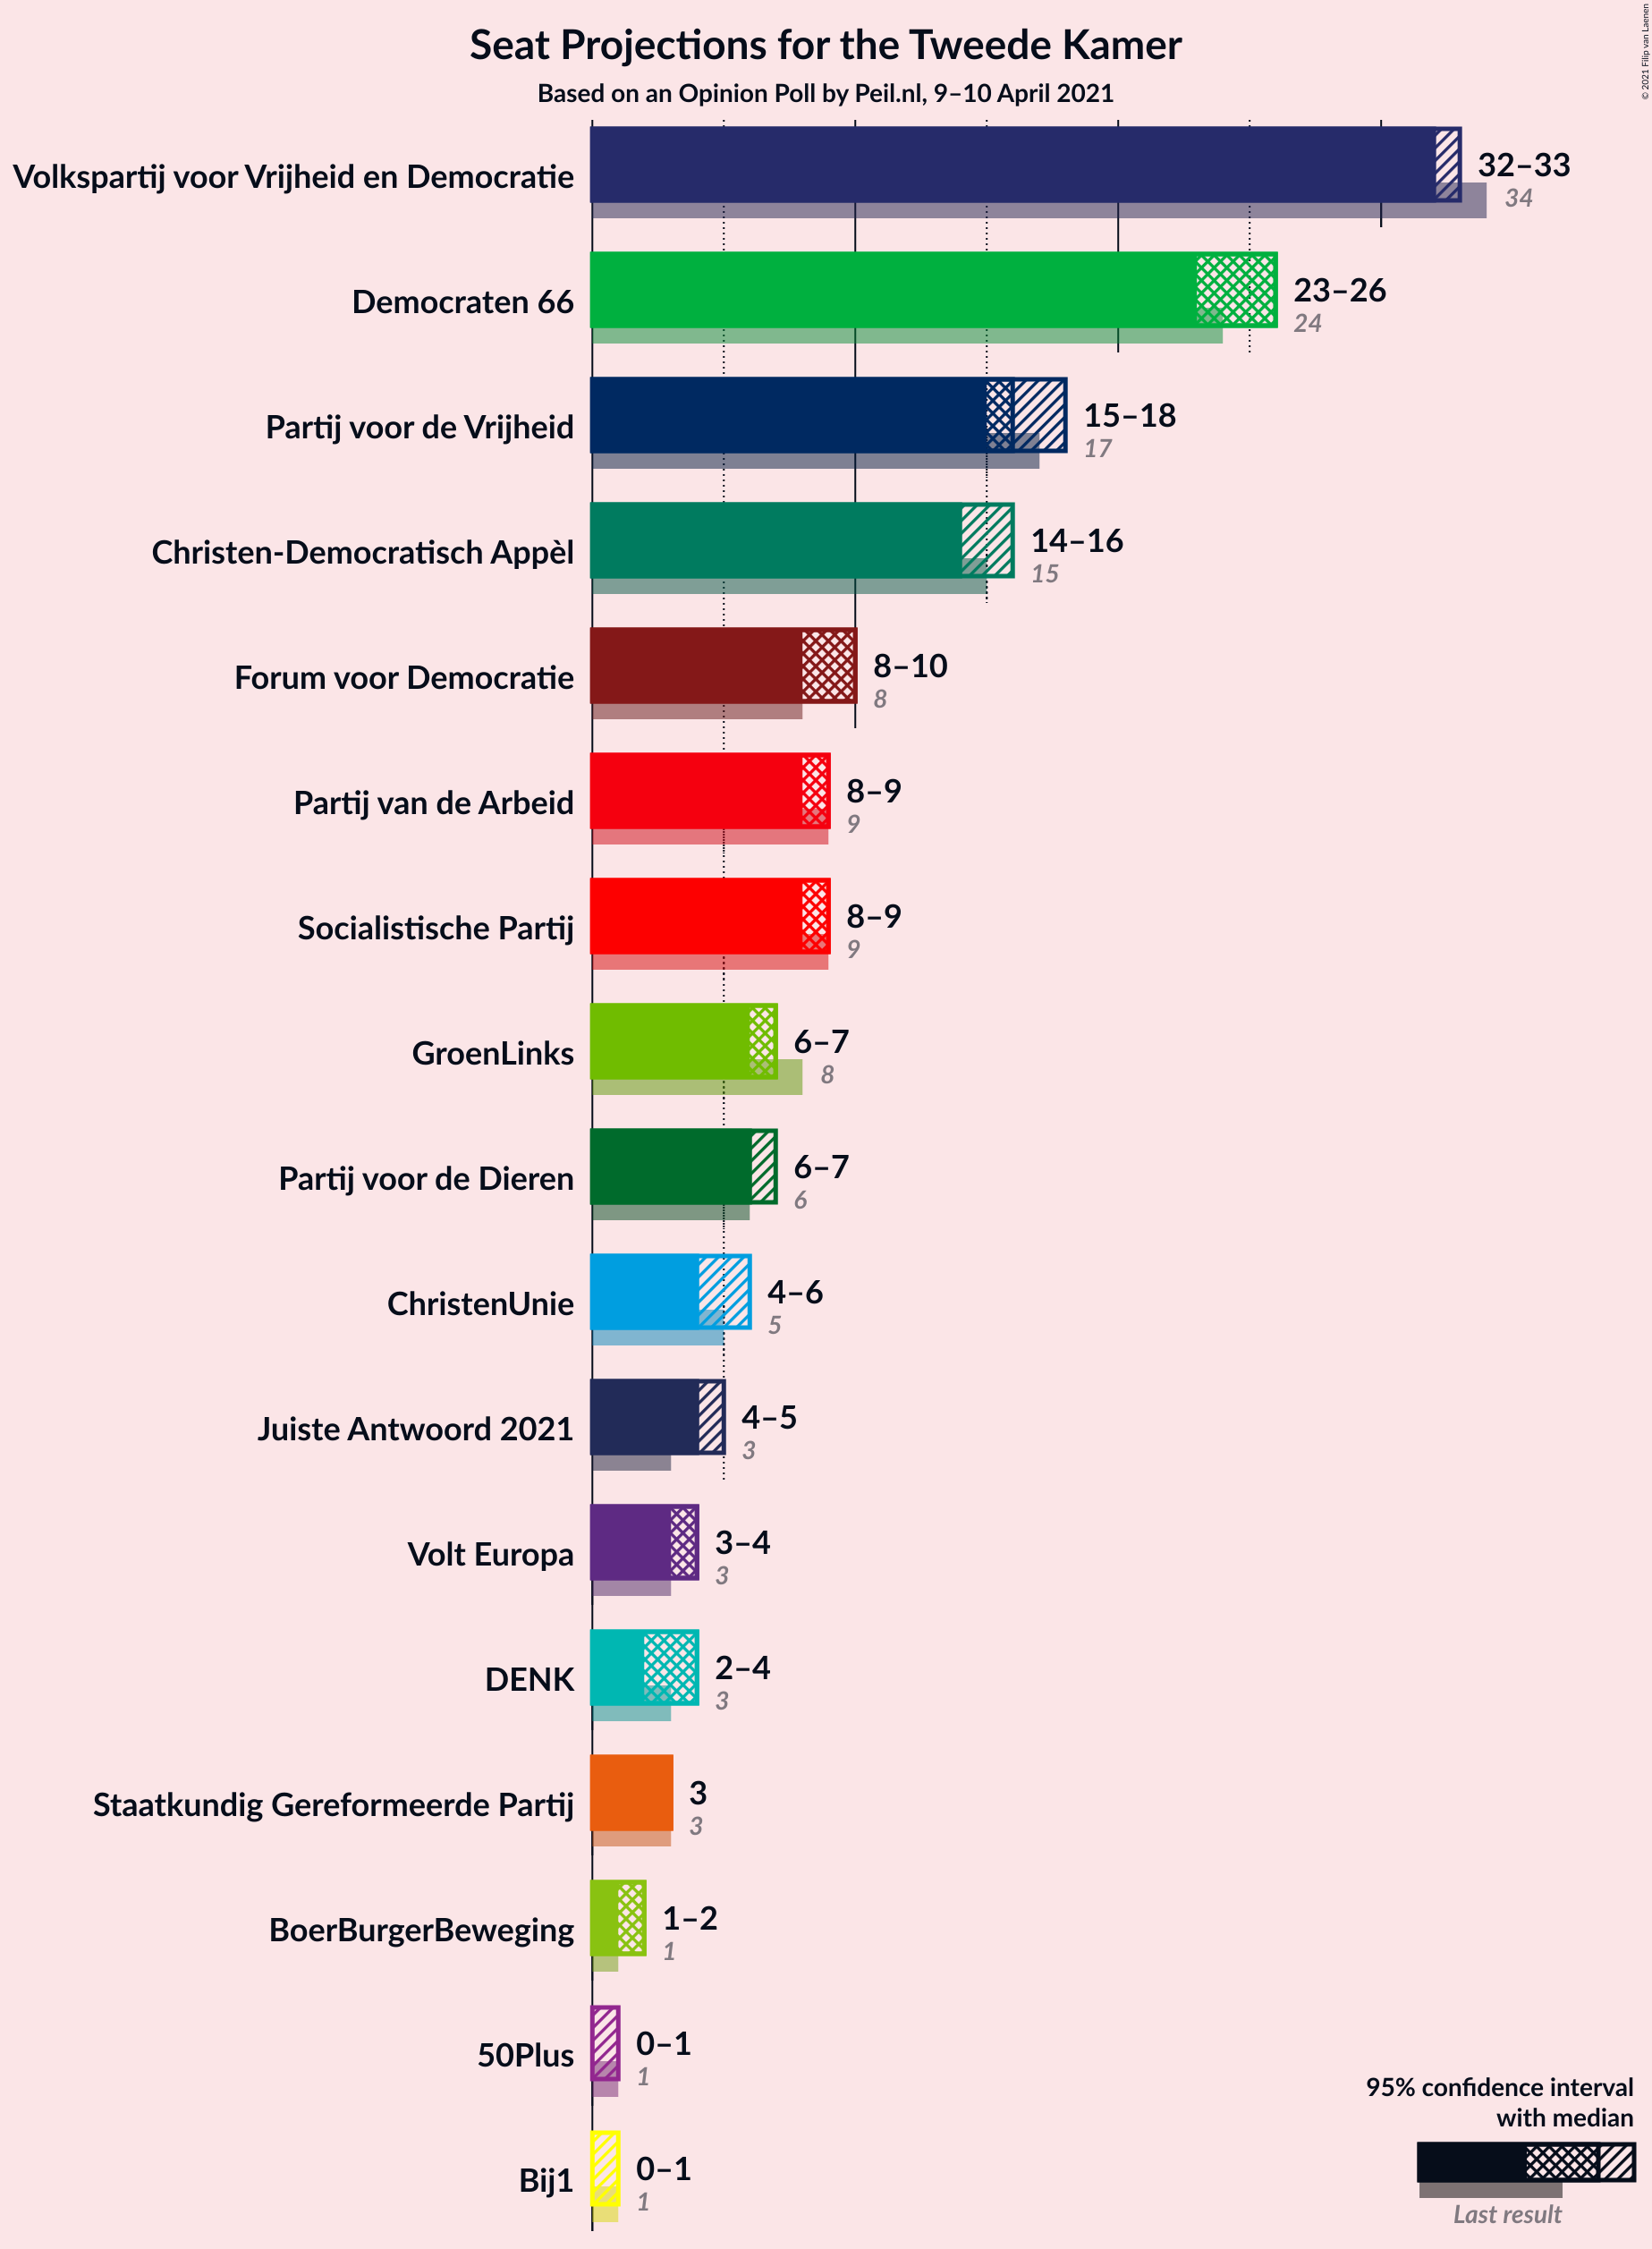 Seat Projections for the Tweede Kamer
Based on an Opinion Poll by Peil.nl, 9–10 April 2021
© 2021 Filip van Laenen
Volkspartij voor Vrijheid en Democratie
32–33
34
Democraten 66
23–26
24
Partij voor de Vrijheid
15–18
17
Christen-Democratisch Appèl
14–16
15
Forum voor Democratie
8–10
8
Partij van de Arbeid
8–9
9
Socialistische Partij
8–9
9
GroenLinks
6–7
8
Partij voor de Dieren
6–7
6
ChristenUnie
4–6
5
Juiste Antwoord 2021
4–5
3
Volt Europa
3–4
3
DENK
2–4
3
Staatkundig Gereformeerde Partij
3
3
BoerBurgerBeweging
1–2
1
50Plus
0–1
1
Bij1
0–1
1
95% confidence interval
with median
Last result